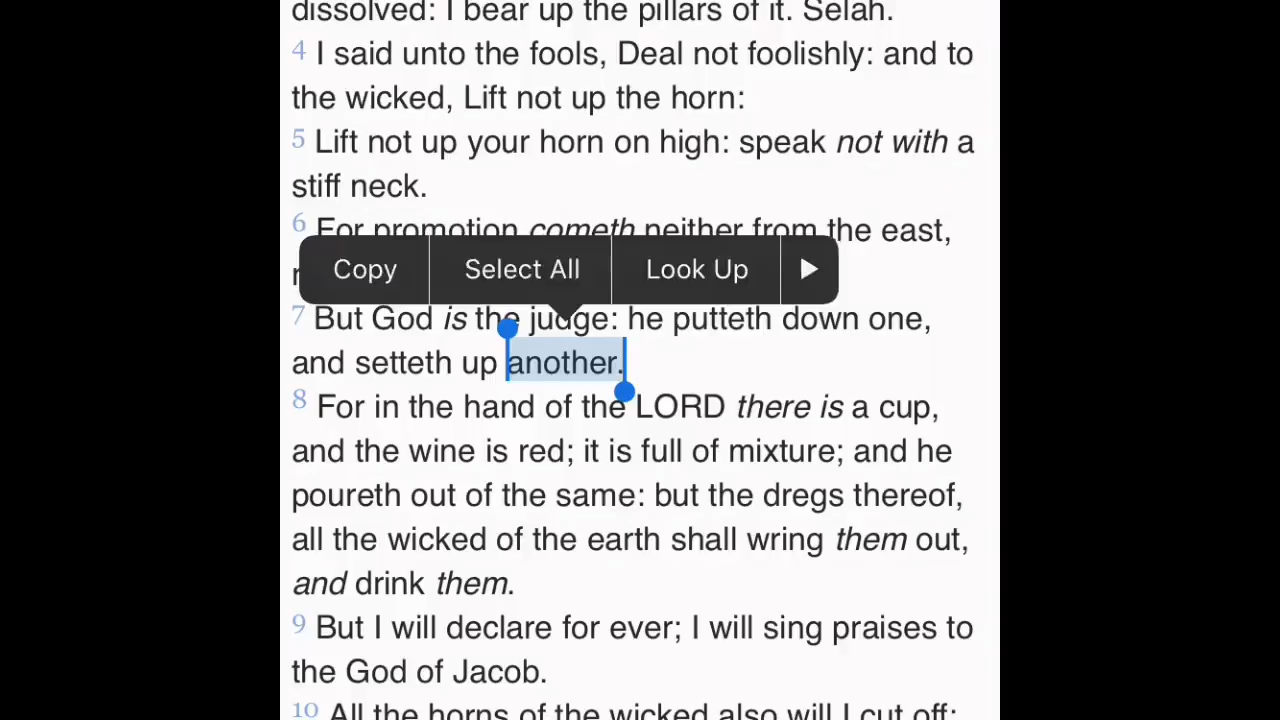 dissolved: I bear up the pillars of it. Selah.
4 I said unto the fools, Deal not foolishly: and to
the wicked, Lift not up the horn:
5 Lift not up your horn on high: speak not with a
stiff neck.
6 For promotion cometh neither from the east,
Copy Select All Look Up
7 But God is the judge: he putteth down one,
and setteth up another.
8 For in the hand of the LORD there is a cup,
and the wine is red; it is full of mixture; and he
poureth out of the same: but the dregs thereof,
all the wicked of the earth shall wring them out,
and drink them.
9 But I will declare for ever; I will sing praises to
the God of Jacob.
10 All the horns of the wicked also will I cut off;